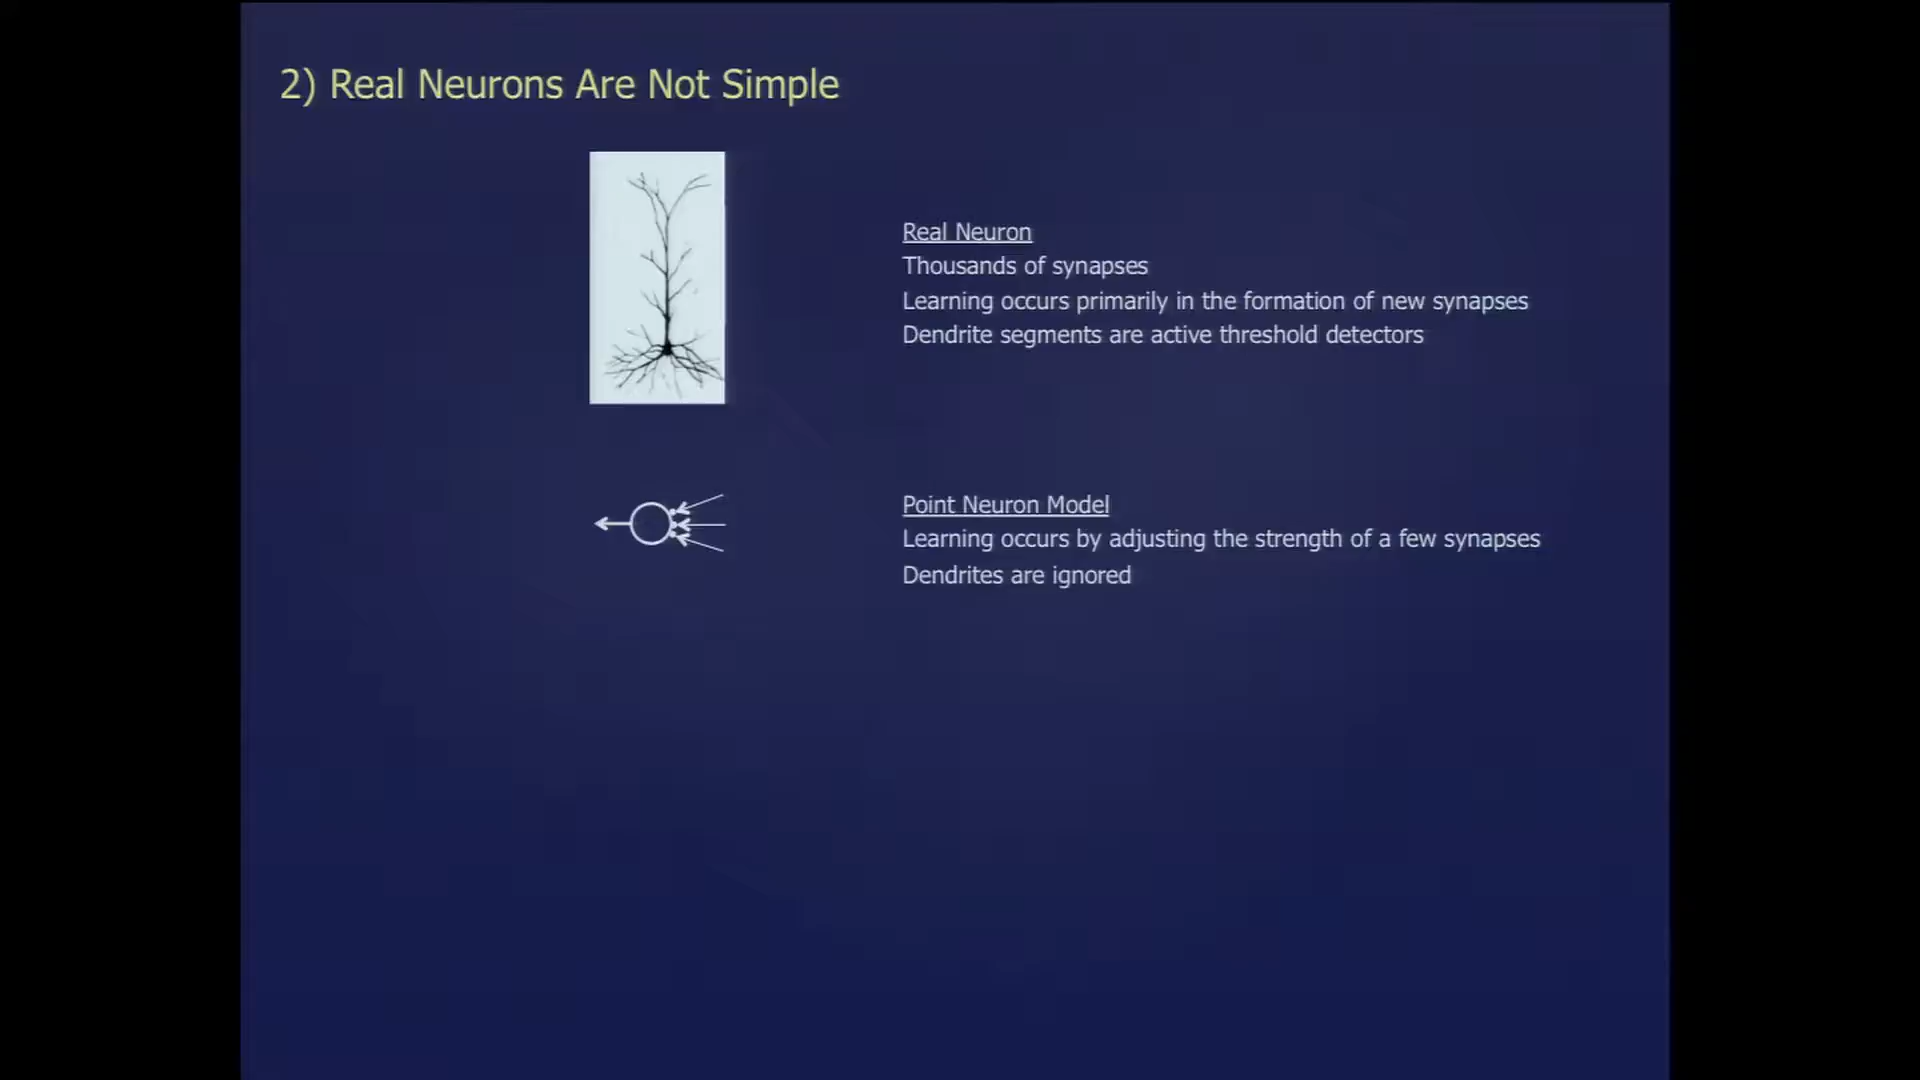 2) Real Neurons Are Not Simple
Real Neuron
Thousands of synapses
Learning occurs primarily in the formation of new synapses
Dendrite segments are active threshold detectors
Point Neuron Model
Learning occurs by adjusting the strength of a few synapses
Dendrites are ignored